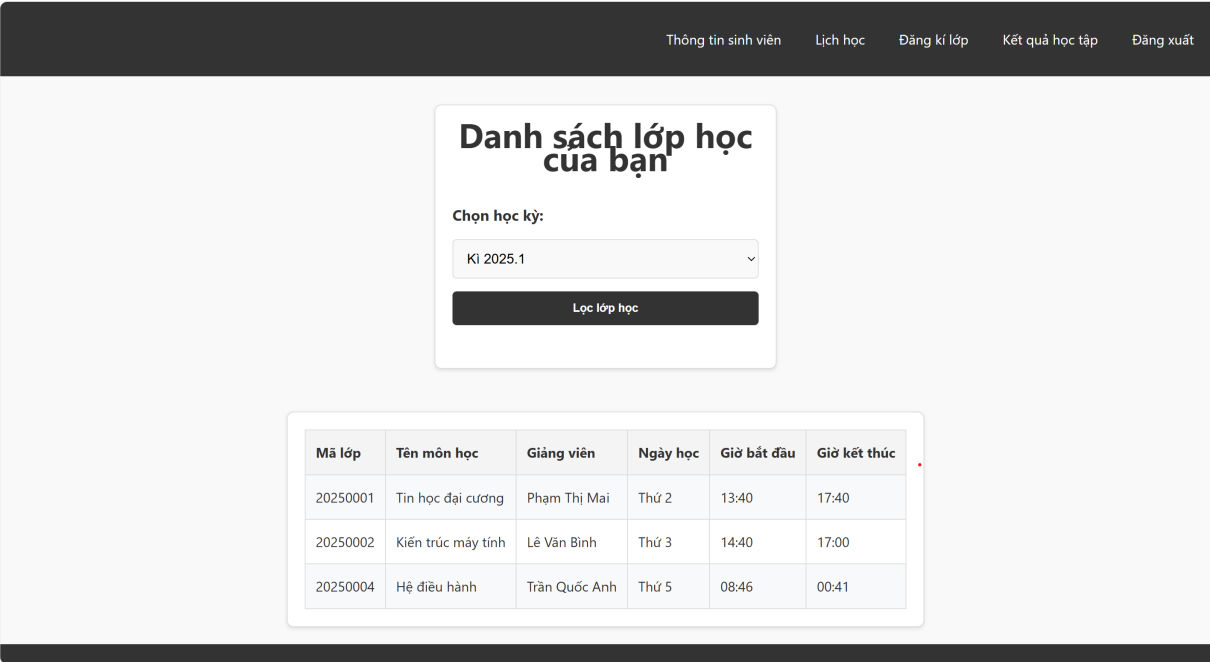 Thông tin sinh viên Lịch học Đăng kí lớp Kết quả học tập Đăng xuất
Danh sách lớp học
của bạn
Chọn học kỳ:
Kì 2025.1
Lọc lớp học
Mã lớp Tên môn học Giảng viên Ngày học Giờ bắt đầu Giờ kết thúc
20250001 Tin học đại cương Phạm Thị Mai Thứ 2 13:40 17:40
20250002 Kiến trúc máy tính Lê Văn Bình Thứ 3 14:40 17:00
20250004 Hệ điều hành Trần Quốc Anh Thứ 5 08:46 00:41